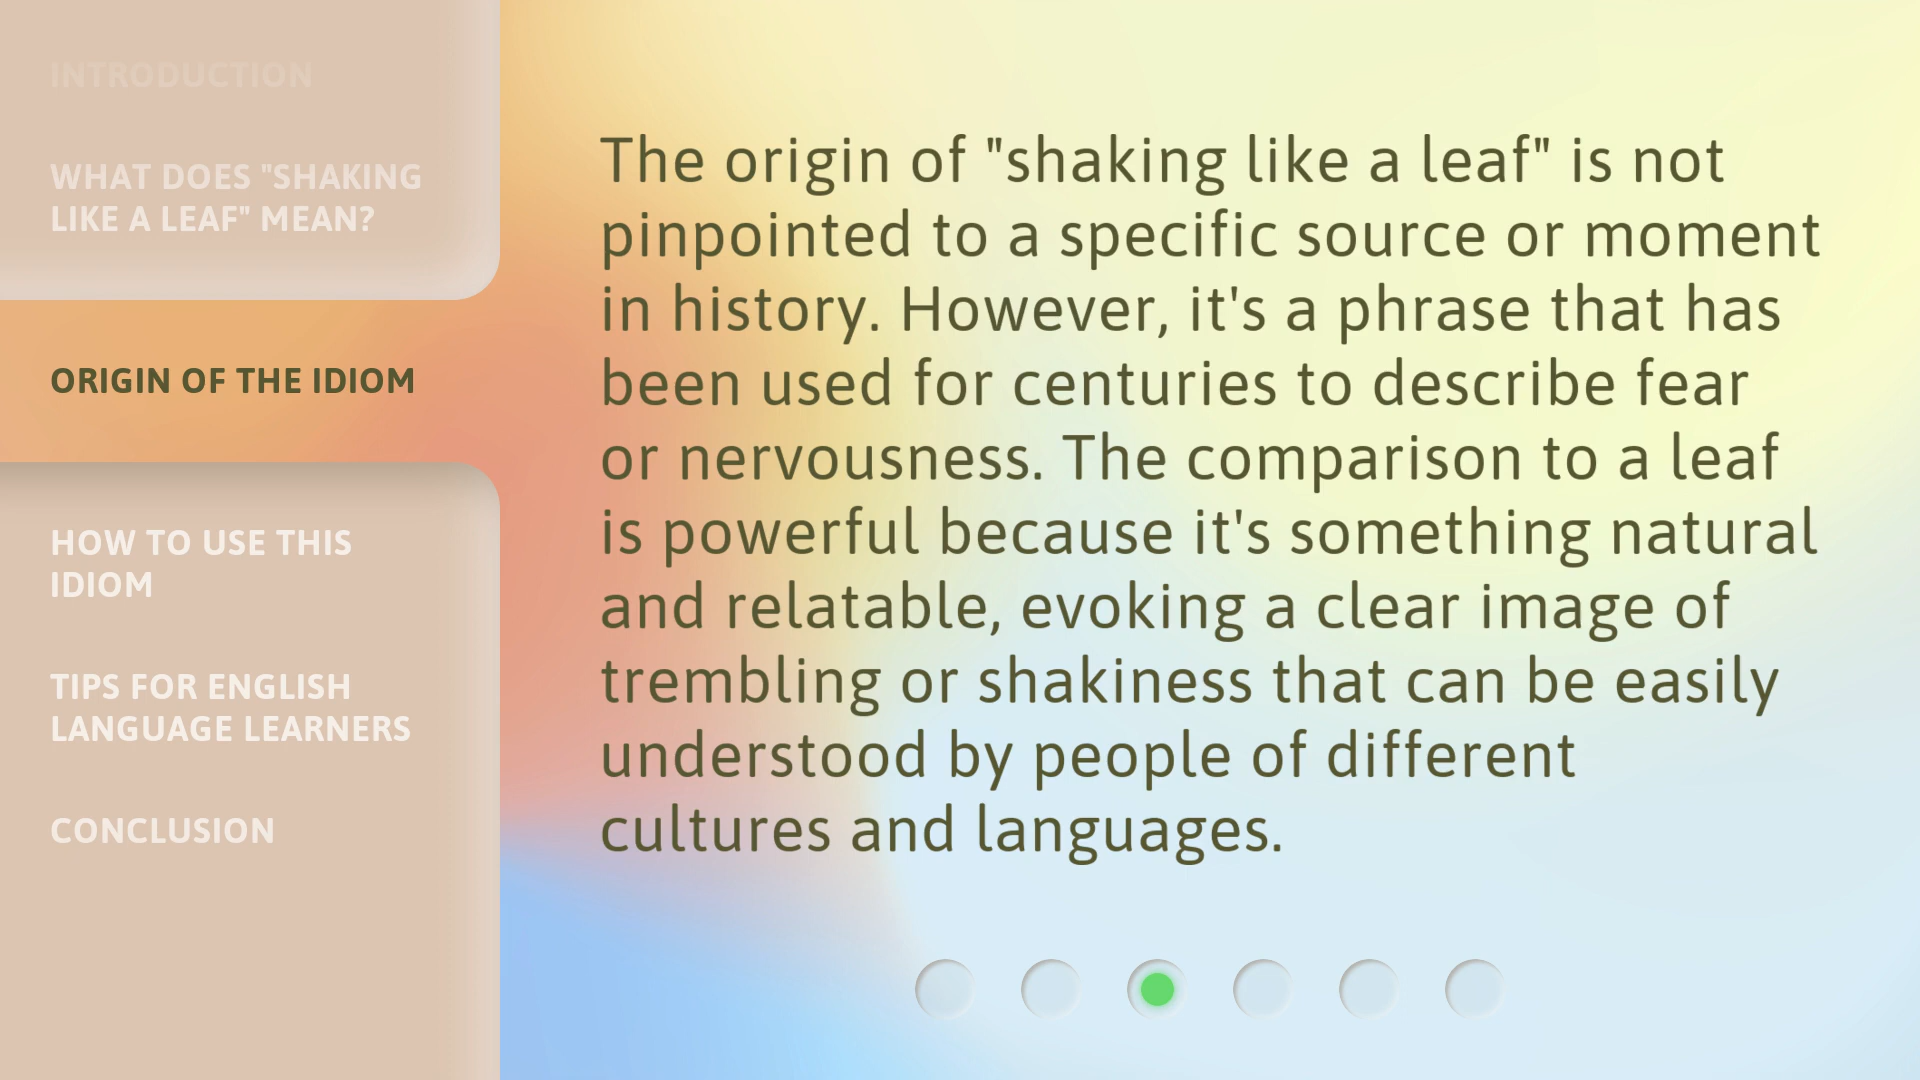 INTRODUCTION
WHAT DOES "SHAKING
LIKE A LEAF" MEAN?
ORIGIN OF THE IDIOM
HOW TO USE THIS
IDIOM
TIPS FOR ENGLISH
LANGUAGE LEARNERS
CONCLUSION
The origin of "shaking like a leaf" is not
pinpointed to a specific source or moment
in history. However, it's a phrase that has
been used for centuries to describe fear
or nervousness. The comparison to a leaf
is powerful because it's something natural
and relatable, evoking a clear image of
trembling or shakiness that can be easily
understood by people of different
cultures and languages.